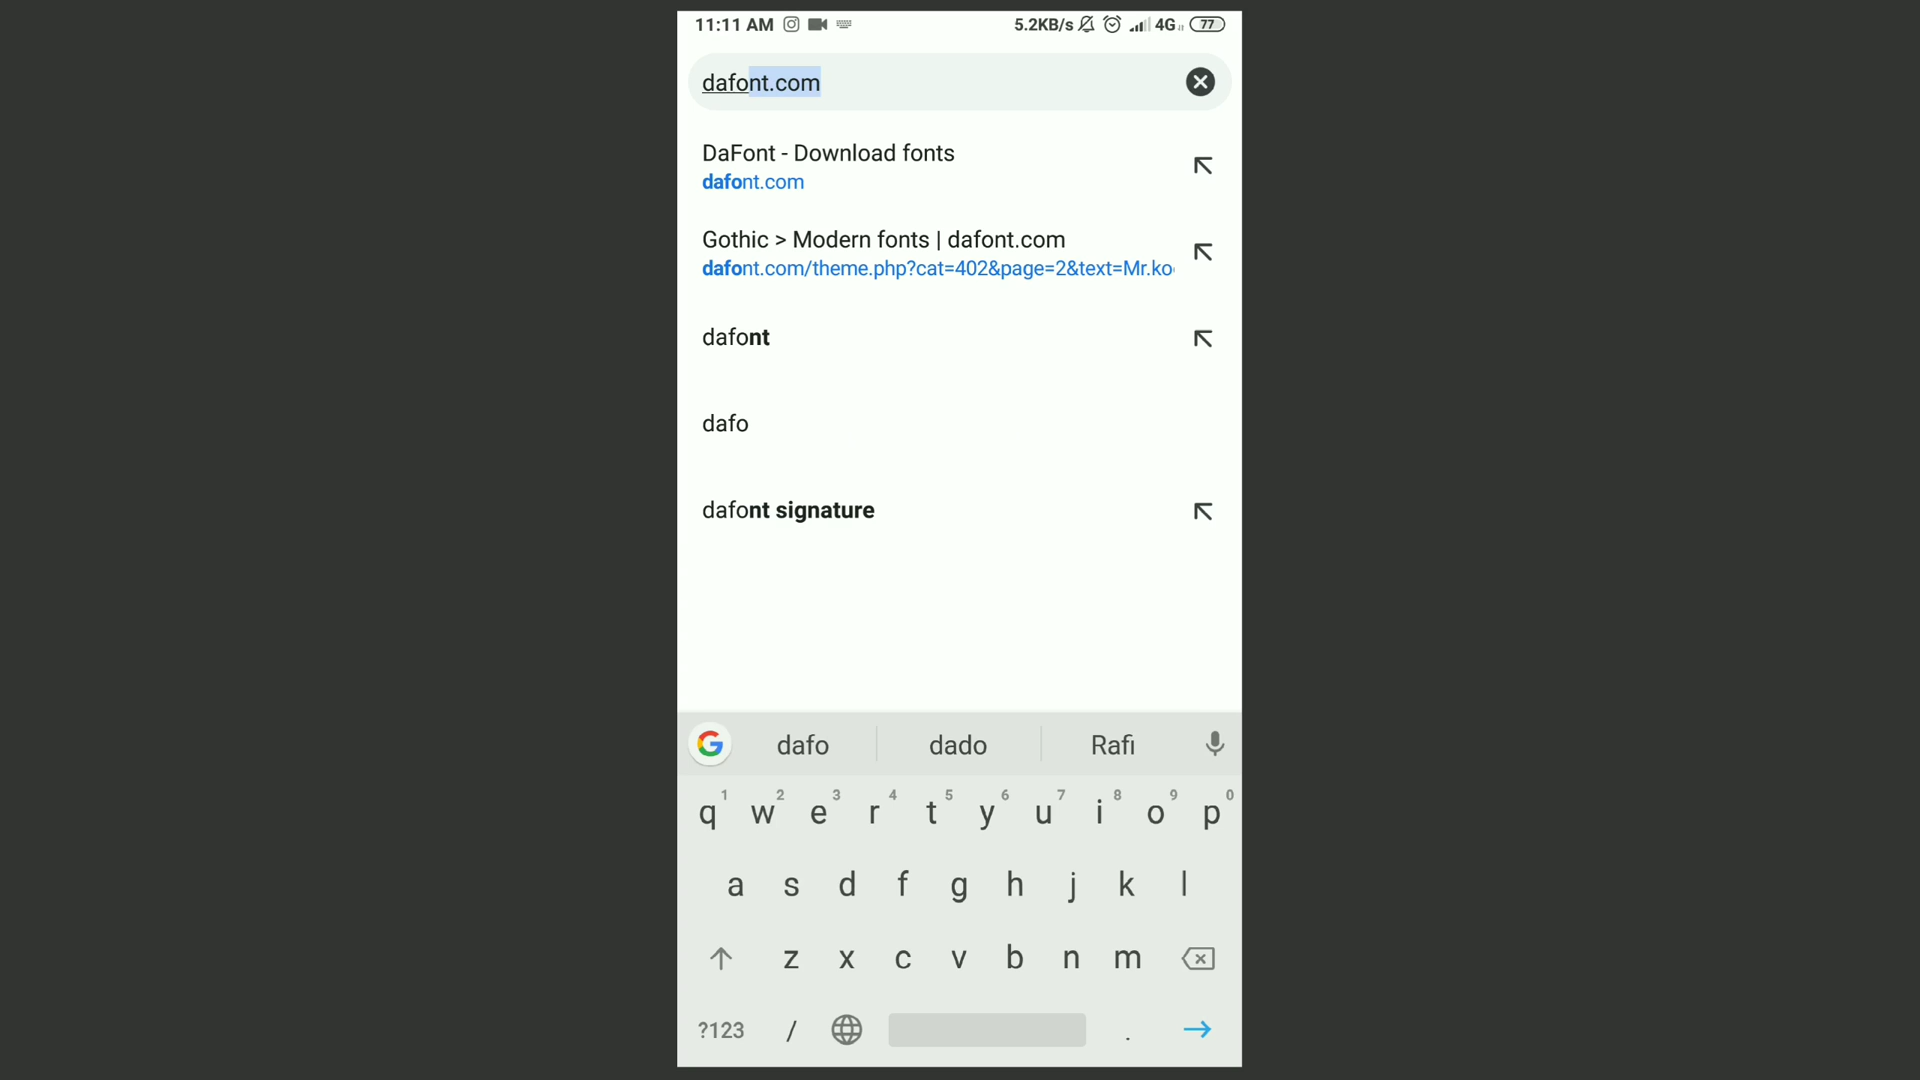 11:11 AM 5.2KB/s 4G 77
dafont.com
DaFont - Download fonts
dafont.com
Gothic > Modern fonts | dafont.com
dafont.com/theme.php?cat=402&page=2&text=Mr.ko
dafont
dafo
dafont signature
G dafo dado Rafi
1 2 3 4 5 6 7 8 9 0
q w e r t y u i o p
a s d f g h j k l
z x c v b n m
?123 / .